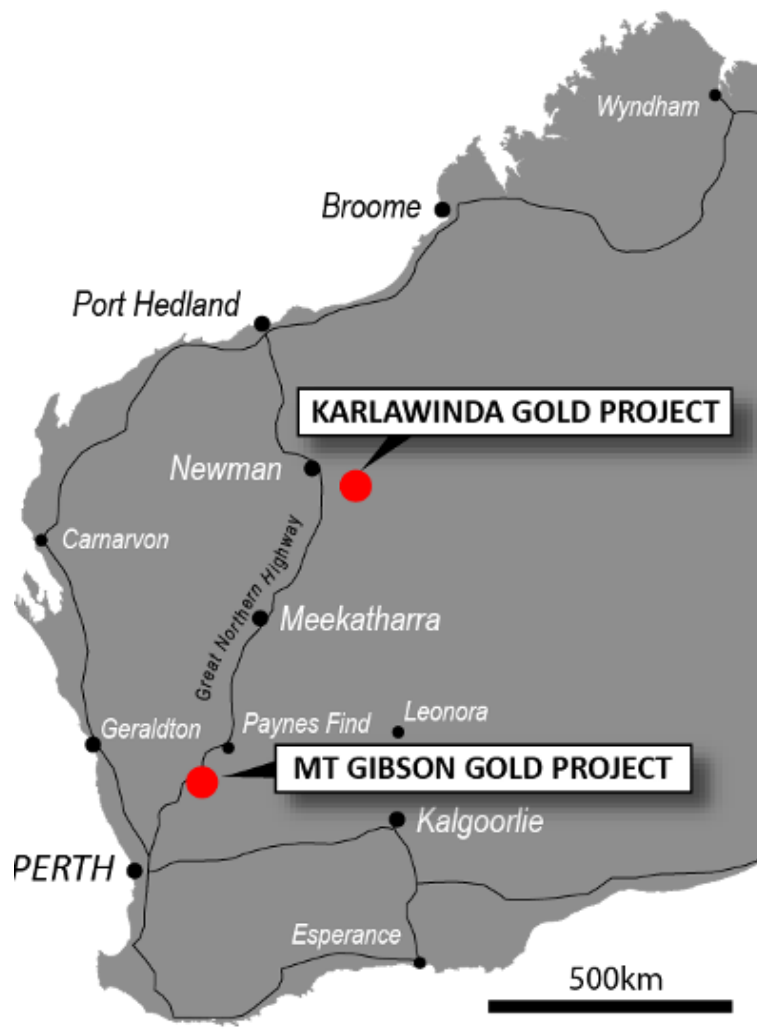 Wyndham
Broome
Port Hedland
KARLAWINDA GOLD PROJECT
Newman
Great Northern Highway
Carnarvon
Meekatharra
Leonora
Geraldton
Paynes Find
MT GIBSON GOLD PROJECT
Kalgoorlie
PERTH
Esperance
500km